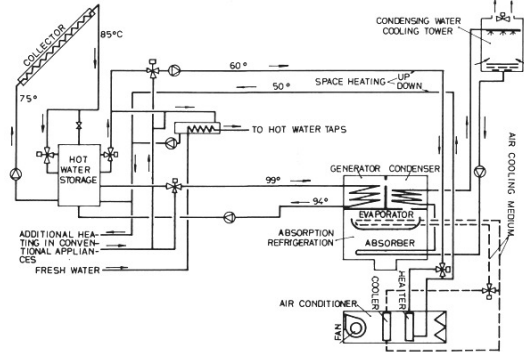 COLLECTOR
85°C
75°
CONDENSING WATER
COOLING TOWER
60°
50°
SPACE HEATING
UP
DOWN
TO HOT WATER TAPS
HOT
WATER
STORAGE
GENERATOR
CONDENSER
99°
94°
EVAPORATOR
ABSORPTION
REFRIGERATION
ABSORBER
AIR COOLING MEDIUM
ADDITIONAL HEA-
TING IN CONVEN-
TIONAL APPLIAN-
CES
FRESH WATER
AIR CONDITIONER
COOLER
HEALTER
FAN